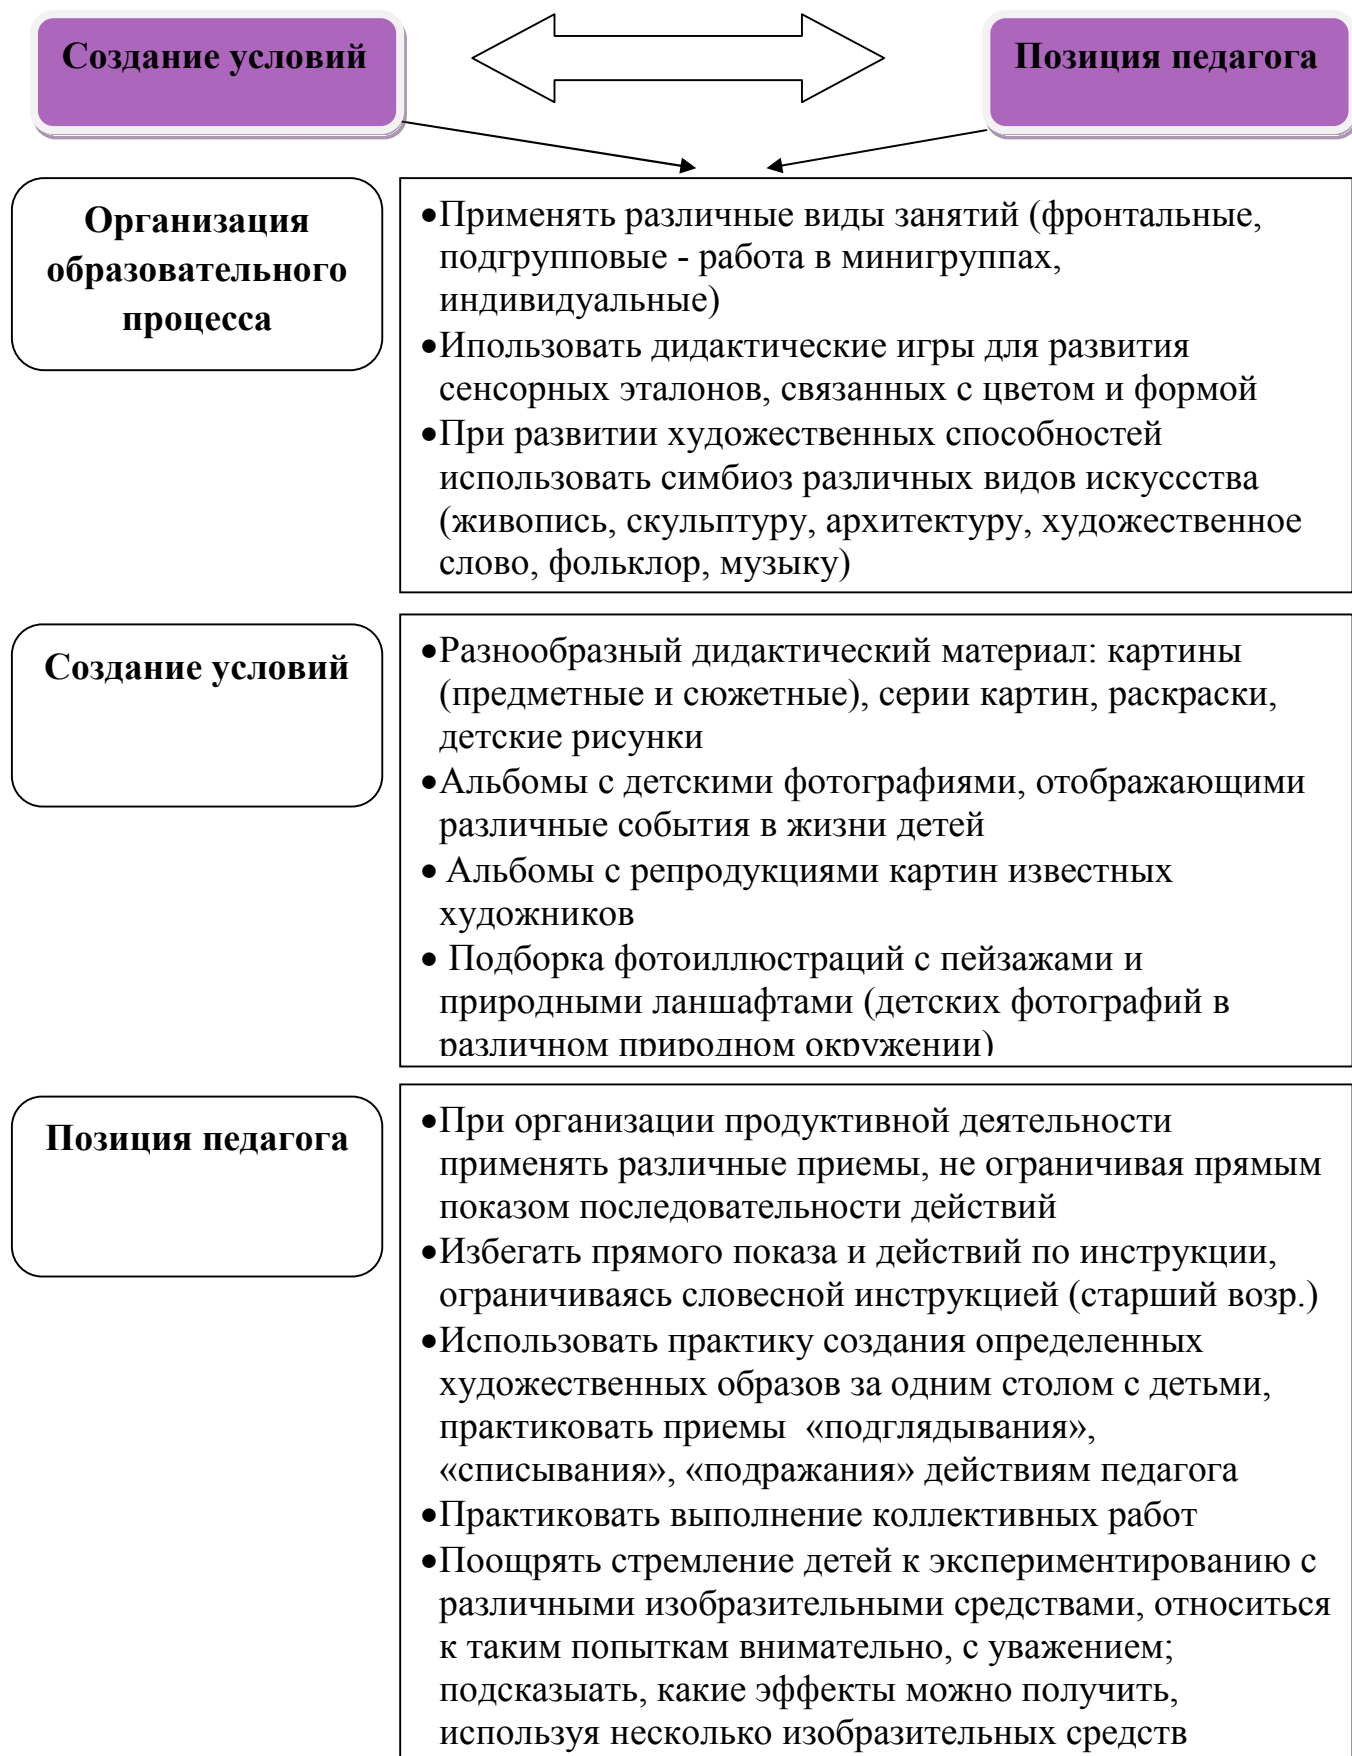 Создание условий
Позиция педагога
Организация
образовательного
процесса
•Применять различные виды занятий (фронтальные,
подгрупповые - работа в минигруппах,
индивидуальные)
•Ипользовать дидактические игры для развития
сенсорных эталонов, связанных с цветом и формой
•При развитии художественных способностей
использовать симбиоз различных видов искуссства
(живопись, скульптуру, архитектуру, художественное
слово, фольклор, музыку)
Создание условий
•Разнообразный дидактический материал: картины
(предметные и сюжетные), серии картин, раскраски,
детские рисунки
•Альбомы с детскими фотографиями, отображающими
различные события в жизни детей
• Альбомы с репродукциями картин известных
художников
• Подборка фотоиллюстраций с пейзажами и
природными ланшафтами (детских фотографий в
различном природном окружении)
Позиция педагога
•При организации продуктивной деятельности
применять различные приемы, не ограничивая прямым
показом последовательности действий
•Избегать прямого показа и действий по инструкции,
ограничиваясь словесной инструкцией (старший возр.)
•Использовать практику создания определенных
художественных образов за одним столом с детьми,
практиковать приемы «подглядывания»,
«списывания», «подражания» действиям педагога
•Практиковать выполнение коллективных работ
•Поощрять стремление детей к экспериментированию с
различными изобразительными средствами, относиться
к таким попыткам внимательно, с уважением;
подсказыать, какие эффекты можно получить,
используя несколько изобразительных средств